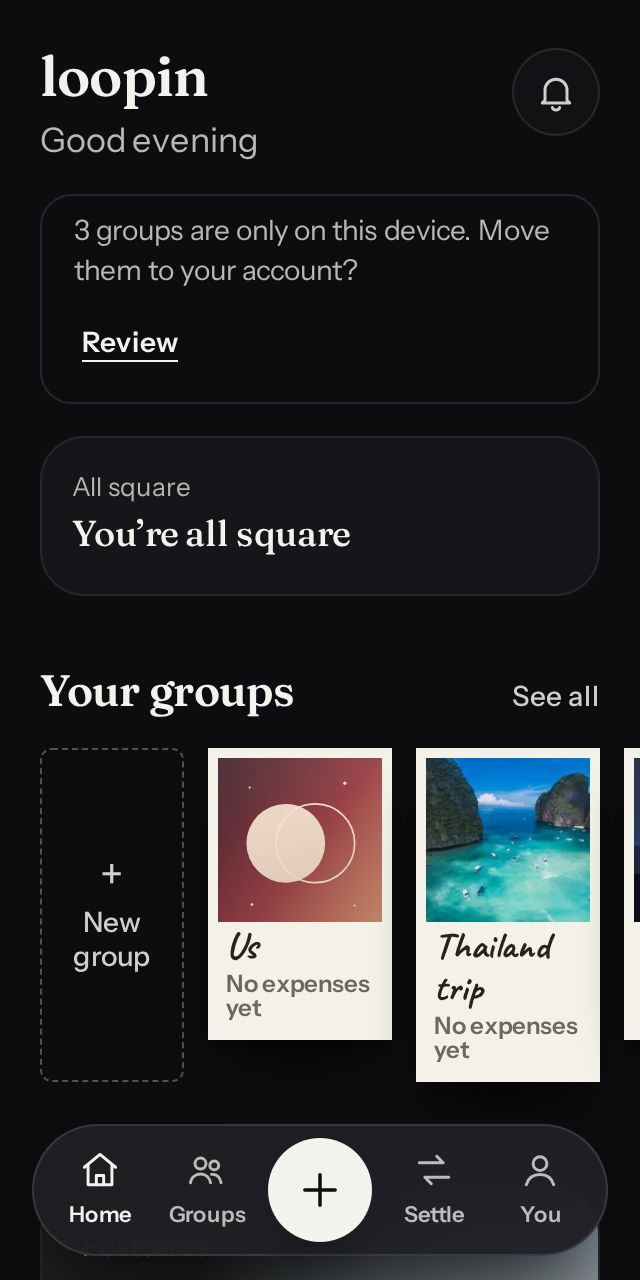 loopin
Good evening
3 groups are only on this device. Move
them to your account?
Review
All square
You’re all square
Your groups
See all
+
New
group
Us
No expenses
yet
Thailand
trip
No expenses
yet
Home
Groups
Settle
You
Postcards